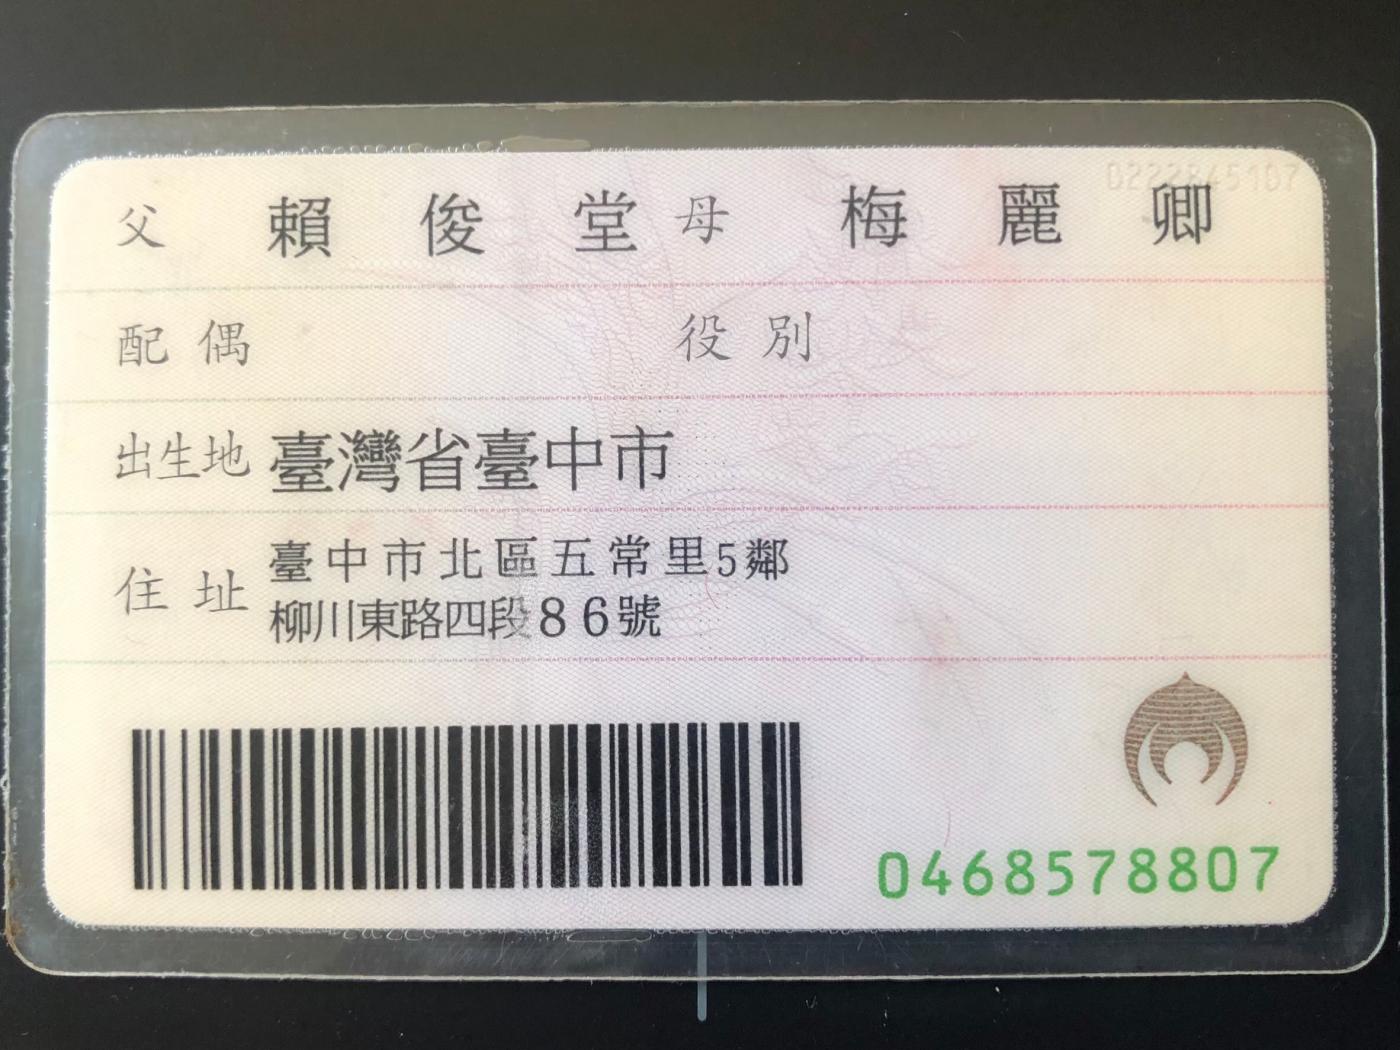 父 賴俊堂 母 梅麗卿
配偶 役別
出生地 臺灣省臺中市
住址 臺中市北區五常里5鄰
柳川東路四段86號
0468578807